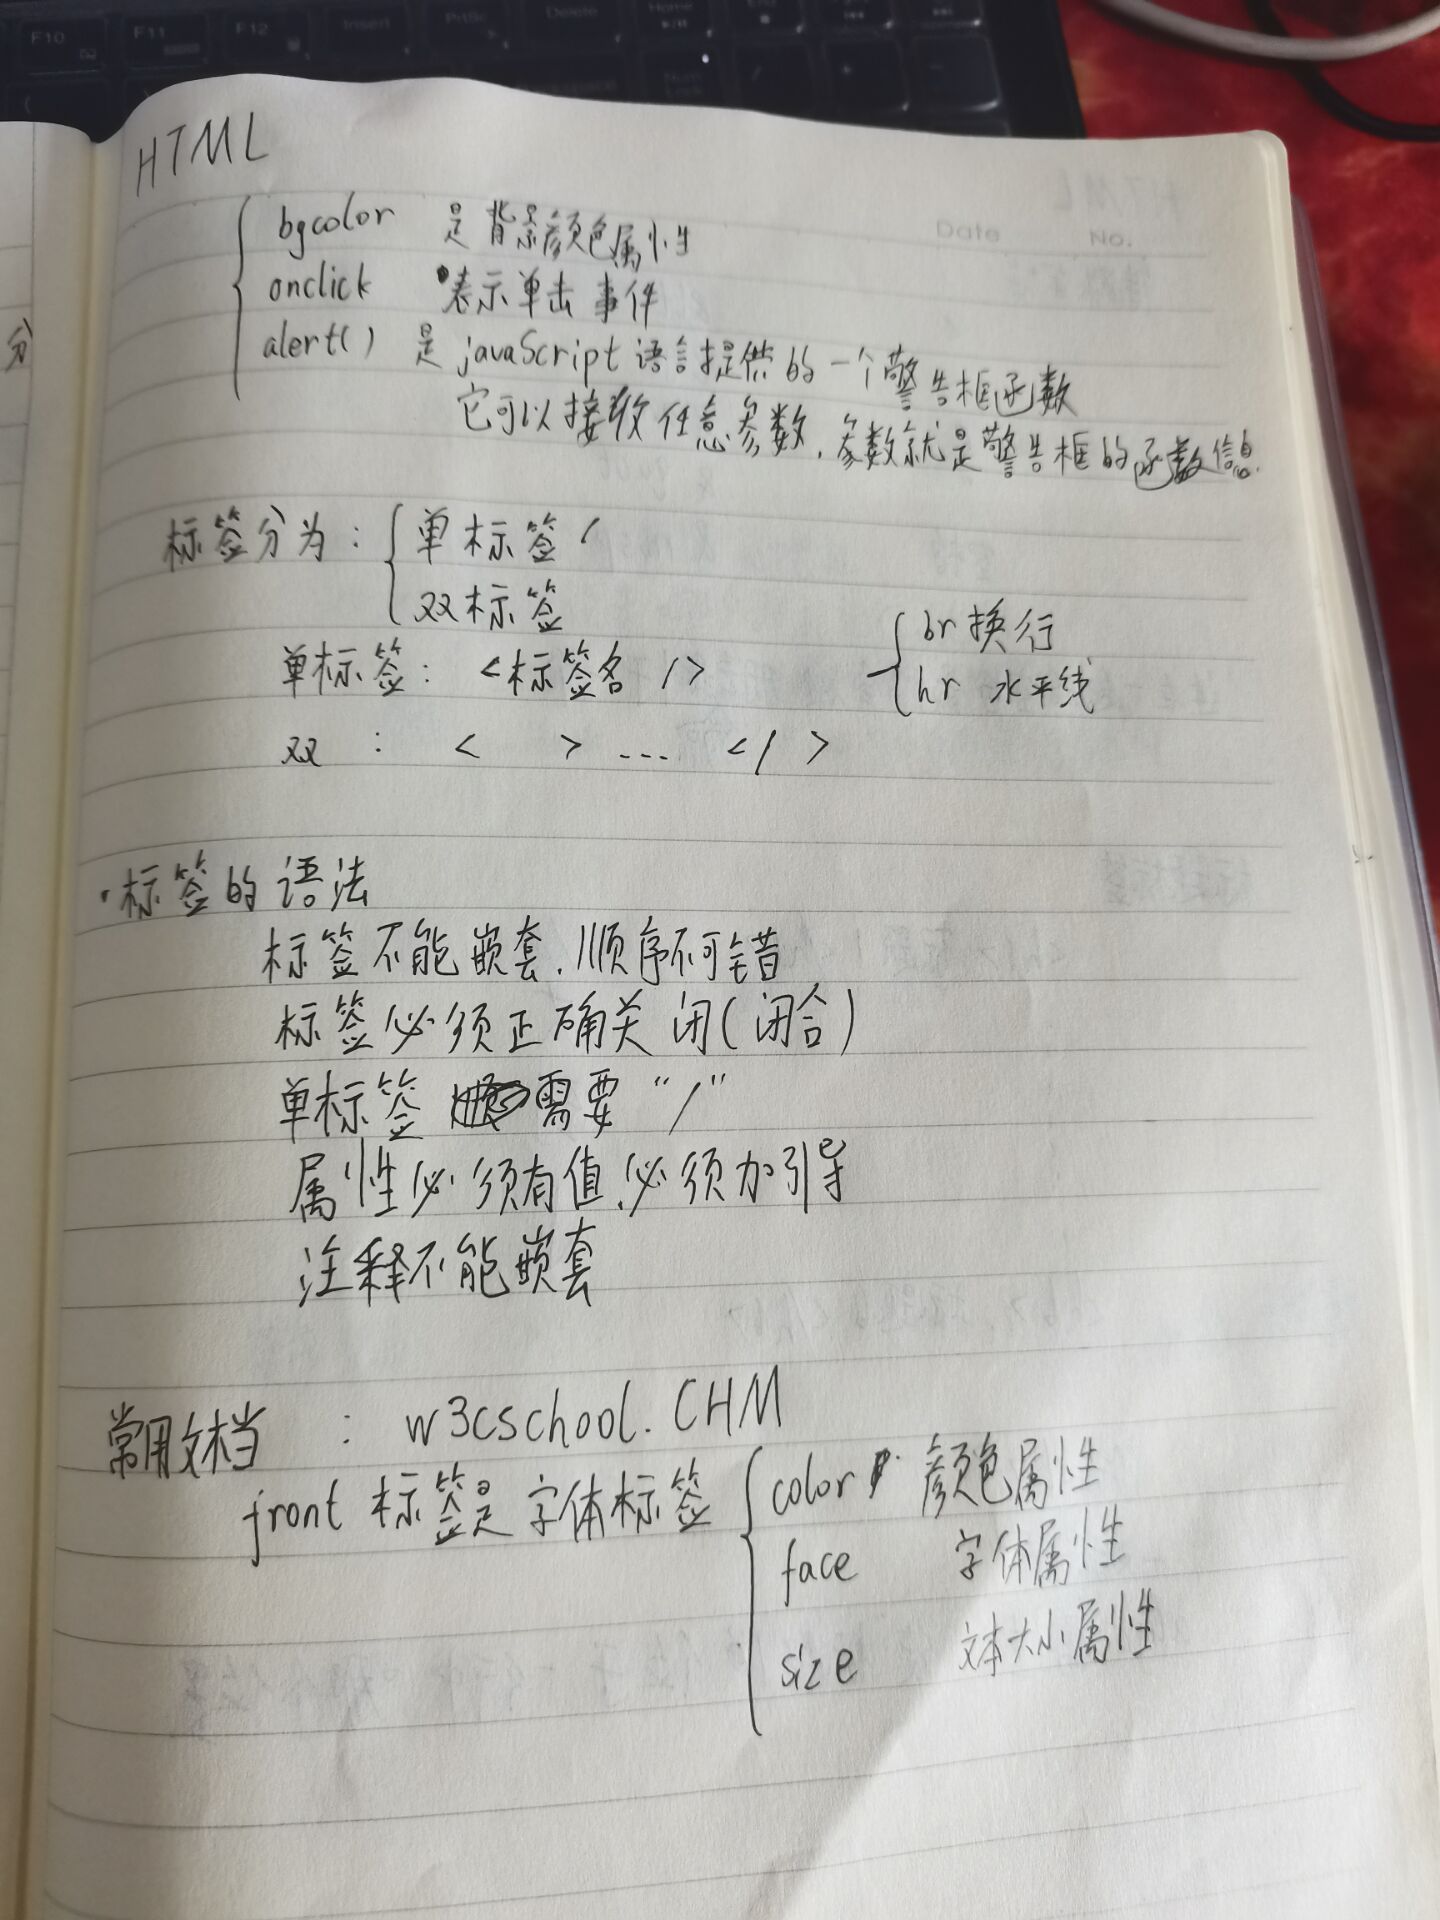 F10 F11 F12 Insert PrtSc Delete Home End
HTML
Date No.
bgcolor 是背景颜色属性
onclick 表示单击事件
alert() 是javaScript语言提供的一个警告框函数
它可以接收任意参数,参数就是警告框的函数信息.
分
标签分为: 单标签 /
双标签
br 换行
单标签: <标签名 />
hr 水平线
双 : < > ... </ >
·标签的语法
标签不能嵌套.顺序不可错
标签必须正确关闭(闭合)
单标签 需要"/"
属性必须有值.必须加引导
注释不能嵌套
常用文档 : w3cschool.CHM
front 标签是字体标签 color 颜色属性
face 字体属性
size 文本大小属性